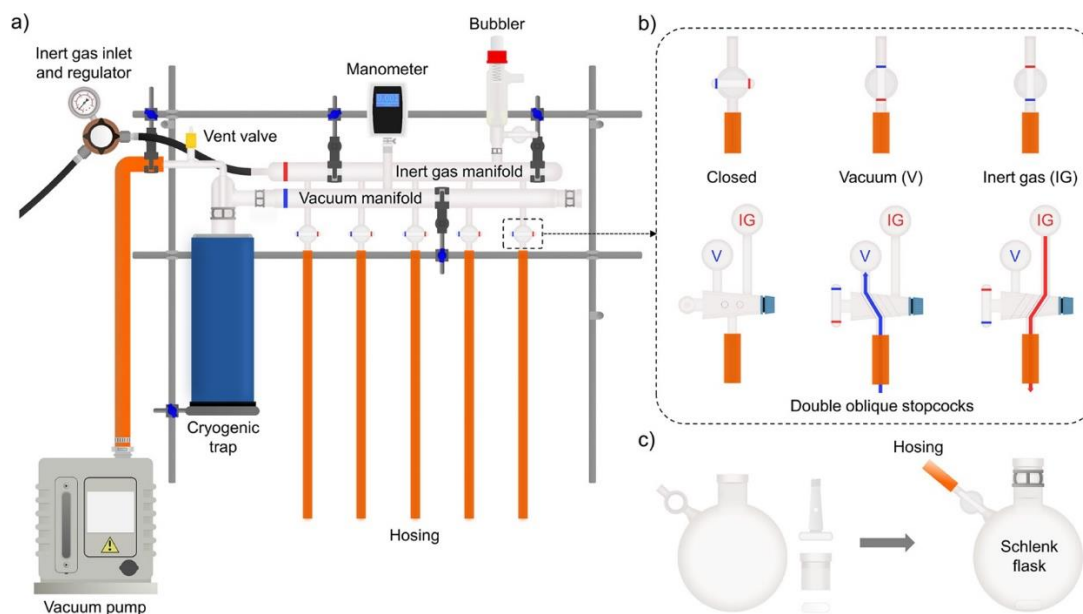 a)
Inert gas inlet
and regulator
Vent valve
Manometer
Bubbler
Inert gas manifold
Vacuum manifold
Cryogenic
trap
Hosing
Vacuum pump
b)
Closed
Vacuum (V)
Inert gas (IG)
V
IG
V
IG
V
IG
Double oblique stopcocks
c)
Hosing
Schlenk
flask